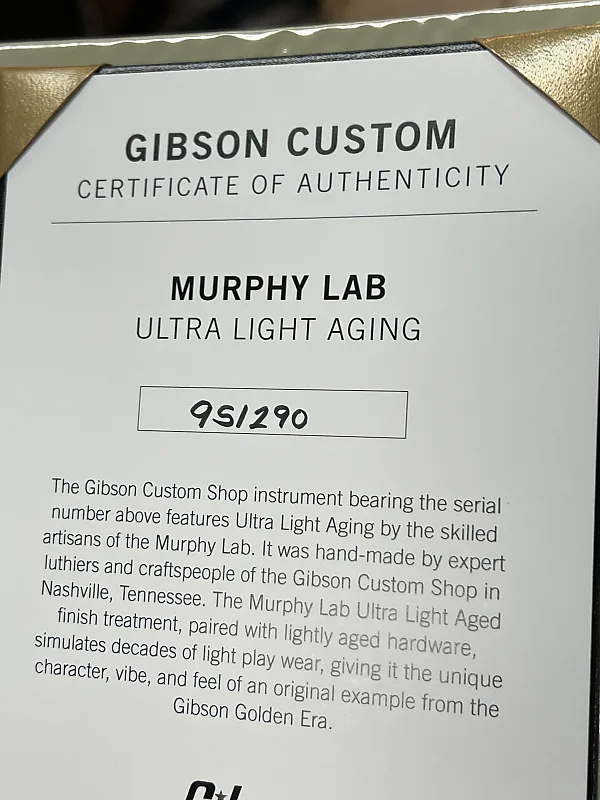 GIBSON CUSTOM
CERTIFICATE OF AUTHENTICITY
MURPHY LAB
ULTRA LIGHT AGING
951290
The Gibson Custom Shop instrument bearing the serial
number above features Ultra Light Aging by the skilled
artisans of the Murphy Lab. It was hand-made by expert
luthiers and craftspeople of the Gibson Custom Shop in
Nashville, Tennessee. The Murphy Lab Ultra Light Aged
finish treatment, paired with lightly aged hardware,
simulates decades of light play wear, giving it the unique
character, vibe, and feel of an original example from the
Gibson Golden Era.